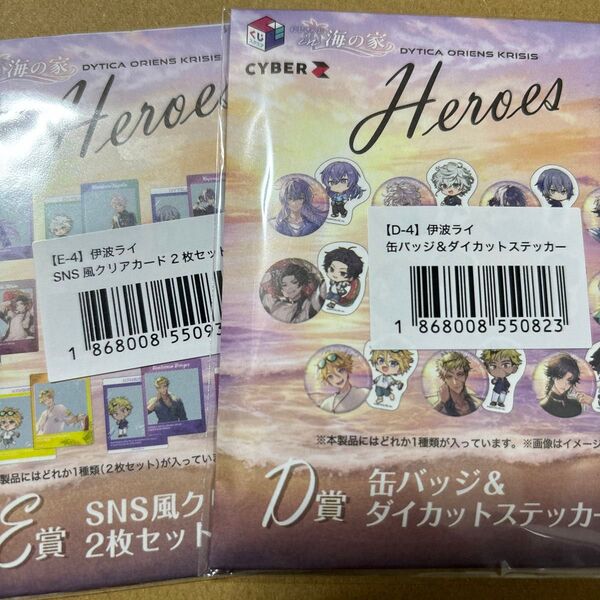 海の家
DYTICA ORIENS KRISIS
Heroes
【E-4】伊波ライ
SNS 風クリアカード 2 枚セット
1 868008 55093
製品にはどれか1種類(2枚セット)が入っていま
E賞
SNS風ク
2枚セット
くじ
海の家
DYTICA ORIENS KRISIS
CYBER Z
Heroes
【D-4】伊波ライ
缶バッジ＆ダイカットステッカー
1 868008 550823
※本製品にはどれか1種類が入っています。※画像はイメージ
D賞
缶バッジ&
ダイカットステッカー